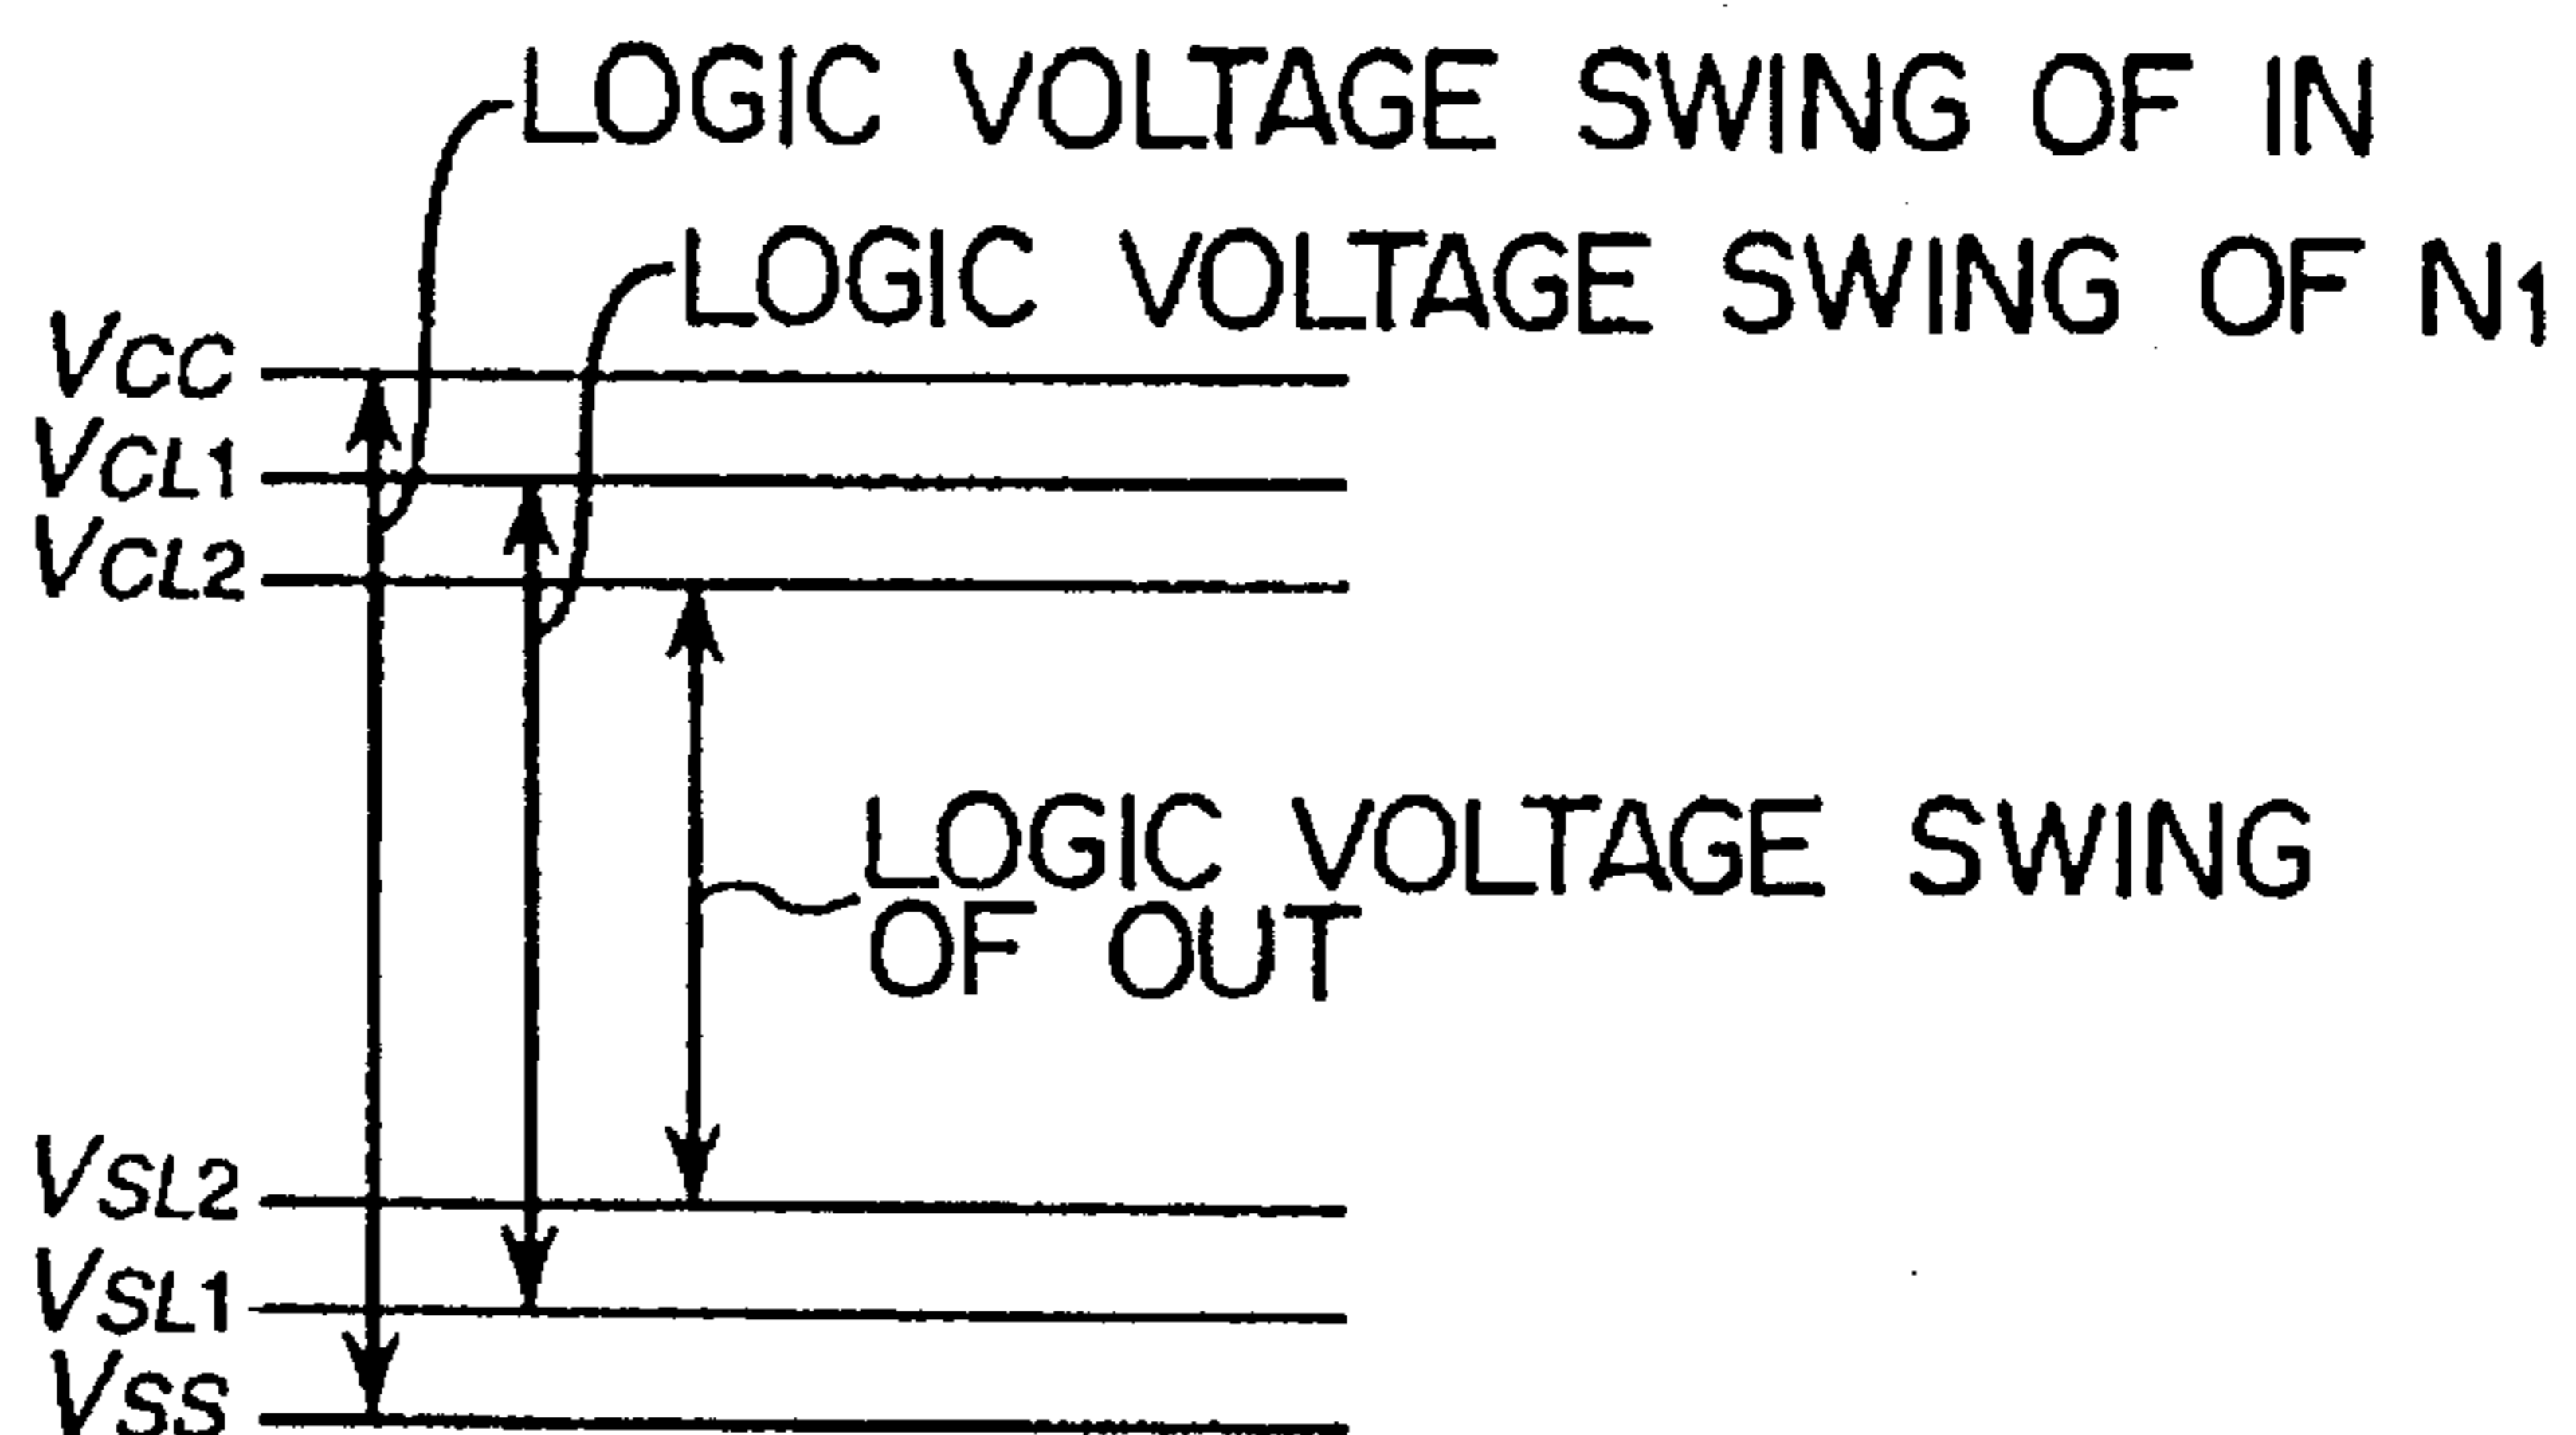 LOGIC VOLTAGE SWING OF IN
LOGIC VOLTAGE SWING OF N1
VCC
VCL1
VCL2
LOGIC VOLTAGE SWING
OF OUT
VSL2
VSL1
VSS